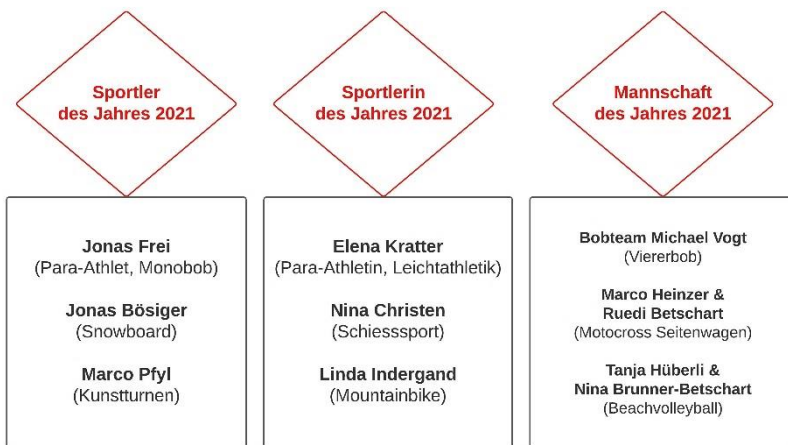 Sportler
des Jahres 2021
Jonas Frei
(Para-Athlet, Monobob)
Jonas Bösiger
(Snowboard)
Marco Pfyl
(Kunstturnen)
Sportlerin
des Jahres 2021
Elena Kratter
(Para-Athletin, Leichtathletik)
Nina Christen
(Schiesssport)
Linda Indergand
(Mountainbike)
Mannschaft
des Jahres 2021
Bobteam Michael Vogt
(Viererbob)
Marco Heinzer &
Ruedi Betschart
(Motocross Seitenwagen)
Tanja Hüberli &
Nina Brunner-Betschart
(Beachvolleyball)